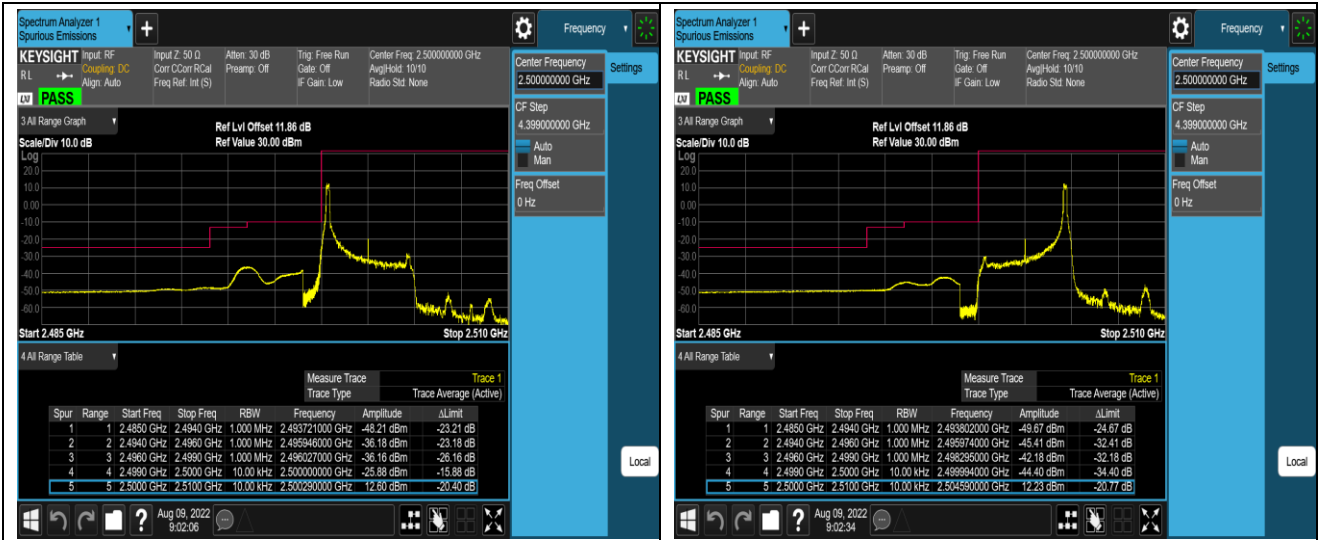 Spectrum Analyzer 1
Spurious Emissions
Frequency
KEYSIGHT Input: RF Input Z: 50 Ω Atten: 30 dB Trig: Free Run Center Freq: 2.500000000 GHz
RL Coupling: DC Corr CCorr RCal Preamp: Off Gate: Off Avg|Hold: 10/10
Align: Auto Freq Ref: Int (S) IF Gain: Low Radio Std: None
LXI PASS
Center Frequency
2.500000000 GHz
Settings
CF Step
4.399000000 GHz
Auto
Man
Freq Offset
0 Hz
3 All Range Graph
Ref Lvl Offset 11.86 dB
Scale/Div 10.0 dB Ref Value 30.00 dBm
Log
20.0
10.0
0.00
-10.0
-20.0
-30.0
-40.0
-50.0
-60.0
Start 2.485 GHz Stop 2.510 GHz
4 All Range Table
Measure Trace Trace 1
Trace Type Trace Average (Active)
Spur Range Start Freq Stop Freq RBW Frequency Amplitude ΔLimit
1 1 2.4850 GHz 2.4940 GHz 1.000 MHz 2.493721000 GHz -48.21 dBm -23.21 dB
2 2 2.4940 GHz 2.4960 GHz 1.000 MHz 2.495946000 GHz -36.18 dBm -23.18 dB
3 3 2.4960 GHz 2.4990 GHz 1.000 MHz 2.496027000 GHz -36.16 dBm -26.16 dB
4 4 2.4990 GHz 2.5000 GHz 10.00 kHz 2.500000000 GHz -25.88 dBm -15.88 dB
5 5 2.5000 GHz 2.5100 GHz 10.00 kHz 2.500290000 GHz 12.60 dBm -20.40 dB
Local
Aug 09, 2022
9:02:06
Spectrum Analyzer 1
Spurious Emissions
Frequency
KEYSIGHT Input: RF Input Z: 50 Ω Atten: 30 dB Trig: Free Run Center Freq: 2.500000000 GHz
RL Coupling: DC Corr CCorr RCal Preamp: Off Gate: Off Avg|Hold: 10/10
Align: Auto Freq Ref: Int (S) IF Gain: Low Radio Std: None
LXI PASS
Center Frequency
2.500000000 GHz
Settings
CF Step
4.399000000 GHz
Auto
Man
Freq Offset
0 Hz
3 All Range Graph
Ref Lvl Offset 11.86 dB
Scale/Div 10.0 dB Ref Value 30.00 dBm
Log
20.0
10.0
0.00
-10.0
-20.0
-30.0
-40.0
-50.0
-60.0
Start 2.485 GHz Stop 2.510 GHz
4 All Range Table
Measure Trace Trace 1
Trace Type Trace Average (Active)
Spur Range Start Freq Stop Freq RBW Frequency Amplitude ΔLimit
1 1 2.4850 GHz 2.4940 GHz 1.000 MHz 2.493802000 GHz -49.67 dBm -24.67 dB
2 2 2.4940 GHz 2.4960 GHz 1.000 MHz 2.495974000 GHz -45.41 dBm -32.41 dB
3 3 2.4960 GHz 2.4990 GHz 1.000 MHz 2.498295000 GHz -42.18 dBm -32.18 dB
4 4 2.4990 GHz 2.5000 GHz 10.00 kHz 2.499994000 GHz -44.40 dBm -34.40 dB
5 5 2.5000 GHz 2.5100 GHz 10.00 kHz 2.504590000 GHz 12.23 dBm -20.77 dB
Local
Aug 09, 2022
9:02:34